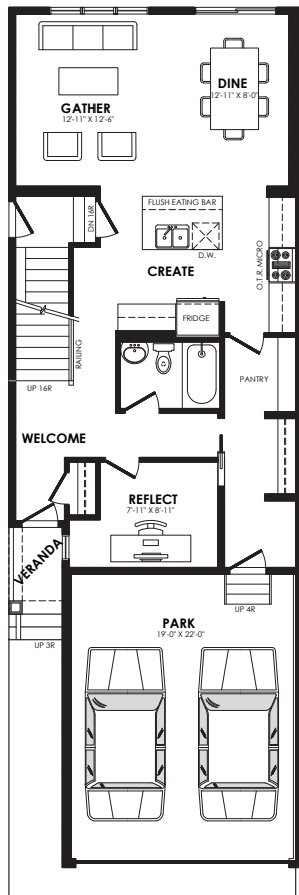 GATHER
12'-11" X 12'-6"
DINE
12'-11" X 8'-0"
DN 16R
FLUSH EATING BAR
D.W.
CREATE
O.T.R. MICRO
FRIDGE
RAILING
PANTRY
UP 16R
WELCOME
REFLECT
7'-11" X 8'-11"
VERANDA
UP 4R
UP 3R
PARK
19'-0" X 22'-0"